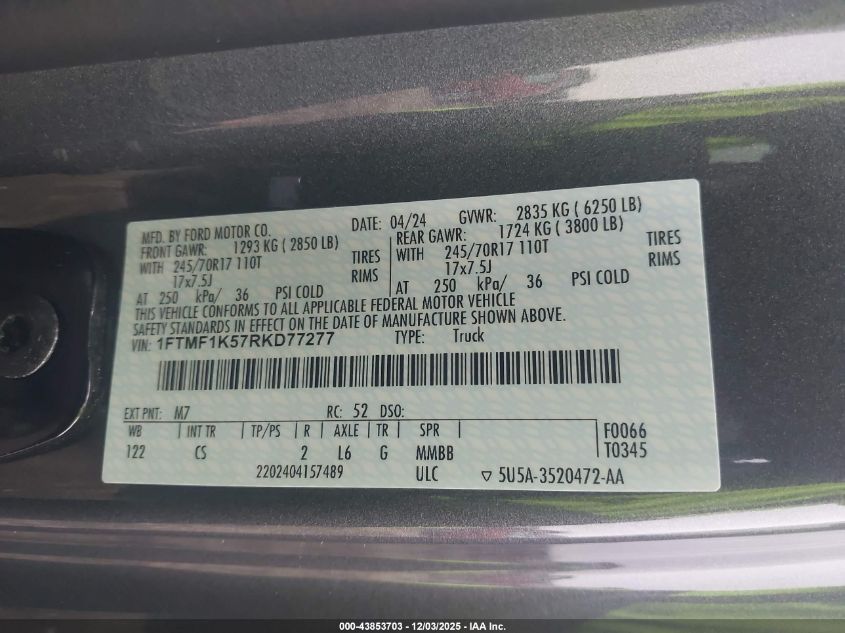 MFD. BY FORD MOTOR CO. DATE: 04/24 GVWR: 2835 KG ( 6250 LB)
FRONT GAWR: 1293 KG ( 2850 LB) REAR GAWR: 1724 KG ( 3800 LB)
WITH 245/70R17 110T TIRES WITH 245/70R17 110T TIRES
17x7.5J RIMS 17x7.5J RIMS
AT 250 kPa/ 36 PSI COLD AT 250 kPa/ 36 PSI COLD
THIS VEHICLE CONFORMS TO ALL APPLICABLE FEDERAL MOTOR VEHICLE
SAFETY STANDARDS IN EFFECT ON THE DATE OF MANUFACTURE SHOWN ABOVE.
VIN: 1FTMF1K57RKD77277 TYPE: Truck
EXT PNT: M7 RC: 52 DSO:
WB INT TR TP/PS R AXLE TR SPR F0066
122 CS 2 L6 G MMBB T0345
2202404157489 ULC ▽ 5U5A-3520472-AA
000-43853703 - 12/03/2025 - IAA Inc.